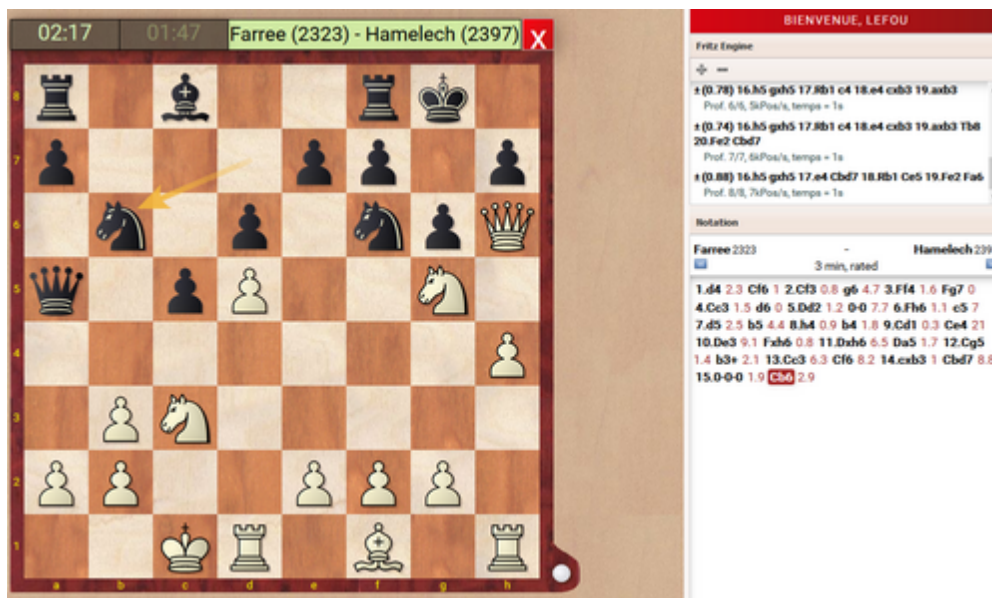 02:17 01:47 Farree (2323) - Hamelech (2397) X
8
7
6
5
4
3
2
1
a b c d e f g h
BIENVENUE, LEFOU
Fritz Engine
+ −
± (0.78) 16.h5 gxh5 17.Rb1 c4 18.e4 cxb3 19.axb3
Prof. 6/6, 5kPos/s, temps = 1s
± (0.74) 16.h5 gxh5 17.Rb1 c4 18.e4 cxb3 19.axb3 Tb8
20.Fe2 Cbd7
Prof. 7/7, 6kPos/s, temps = 1s
± (0.88) 16.h5 gxh5 17.e4 Cbd7 18.Rb1 Ce5 19.Fe2 Fa6
Prof. 8/8, 7kPos/s, temps = 1s
Notation
Farree 2323 - Hamelech 239
3 min, rated
1.d4 2.3 Cf6 1 2.Cf3 0.8 g6 4.7 3.Ff4 1.6 Fg7 0
4.Cc3 1.5 d6 0 5.Dd2 1.2 0-0 7.7 6.Fh6 1.1 c5 7
7.d5 2.5 b5 4.4 8.h4 0.9 b4 1.8 9.Cd1 0.3 Ce4 21
10.De3 9.1 Fxh6 0.8 11.Dxh6 6.5 Da5 1.7 12.Cg5
1.4 b3+ 2.1 13.Cc3 6.3 Cf6 8.2 14.cxb3 1 Cbd7 8.8
15.0-0-0 1.9 Cb6 2.9